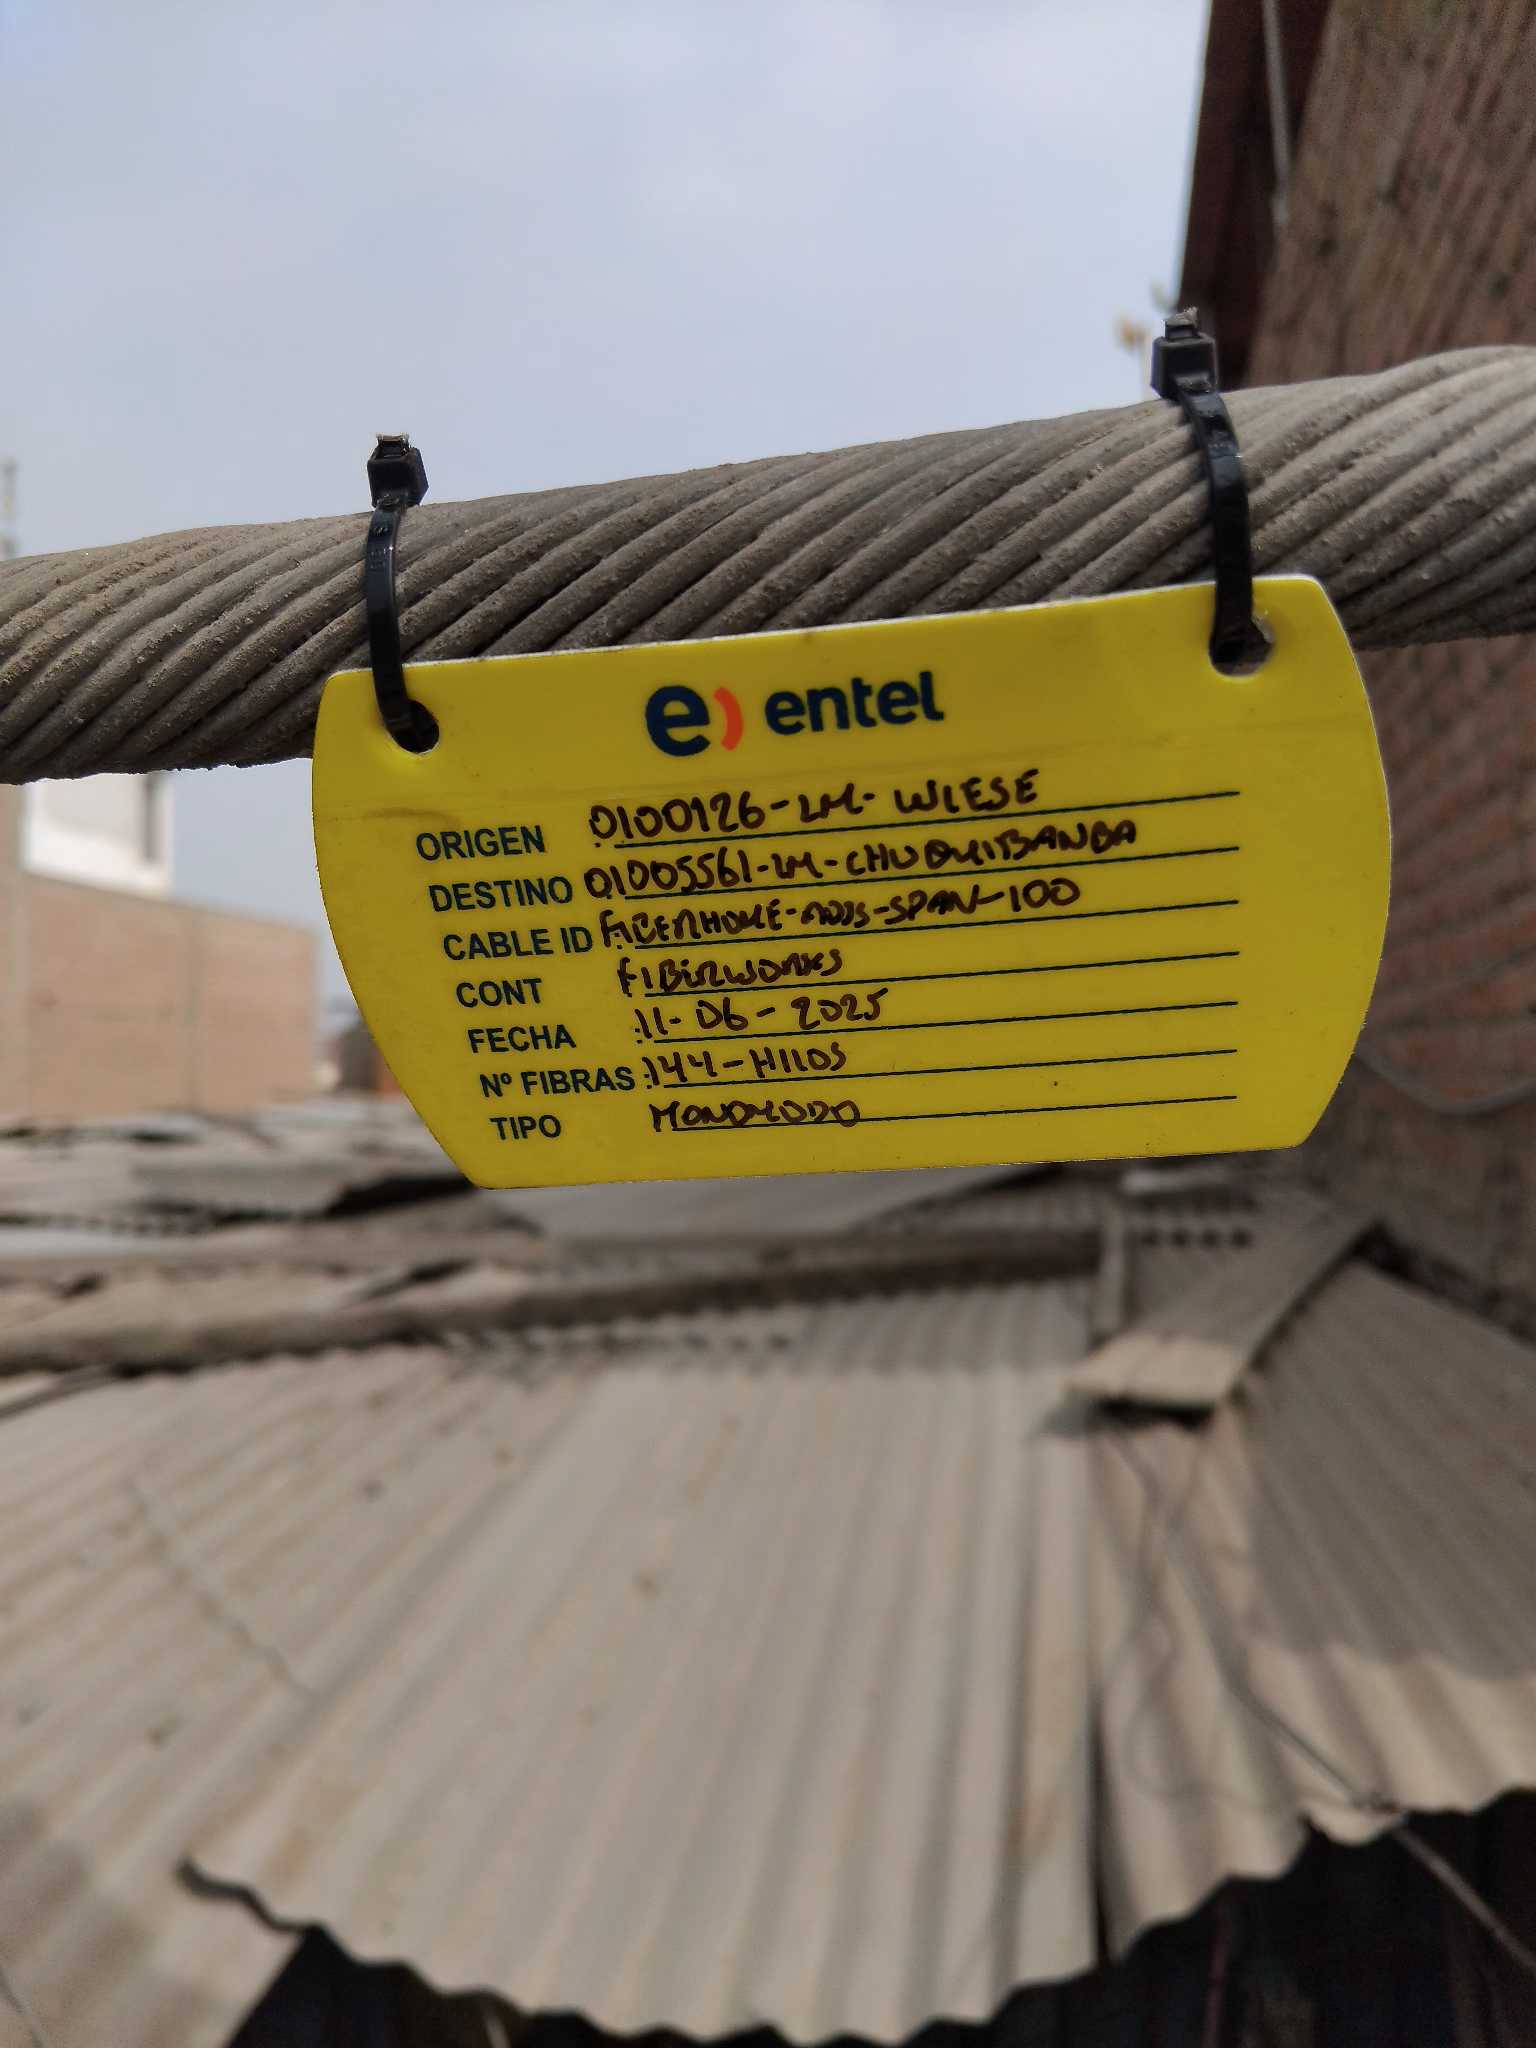 e) entel
ORIGEN : 0100126-LM- WIESE
DESTINO 01005561-LM-CHUQUIBANBA
CABLE ID FIBERHOME-ADSS-SPAN-100
CONT FIBERWORKS
FECHA : 11-06-2025
Nº FIBRAS : 144-HILOS
TIPO MONOMODO